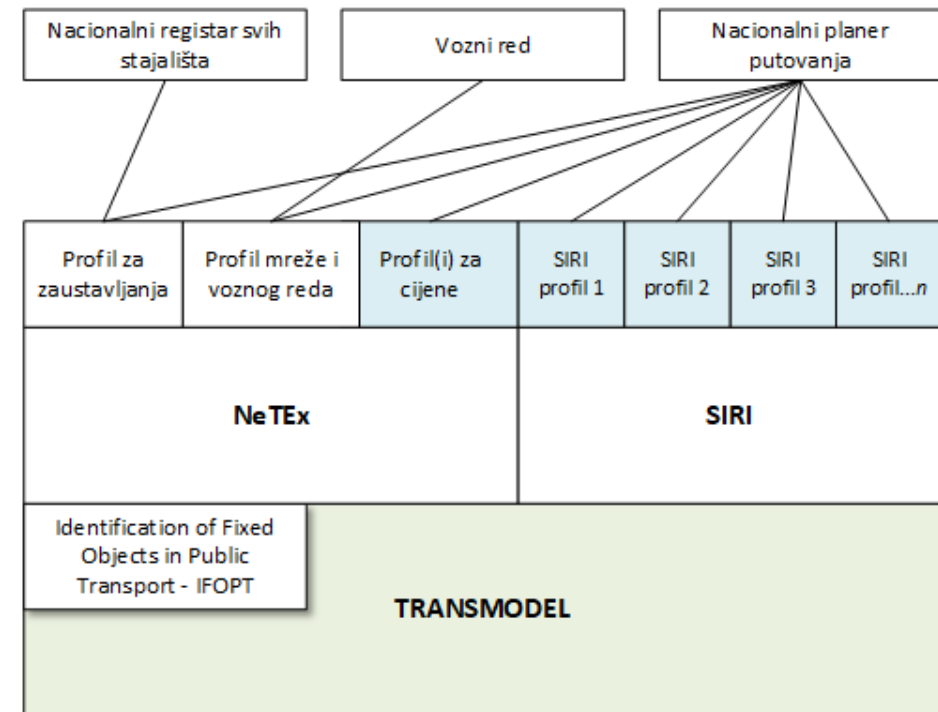 Nacionalni registar svih
stajališta
Vozni red
Nacionalni planer
putovanja
Profil za
zaustavljanja
Profil mreže i
voznog reda
Profil(i) za
cijene
SIRI
profil 1
SIRI
profil 2
SIRI
profil 3
SIRI
profil...n
NeTEx
SIRI
Identification of Fixed
Objects in Public
Transport - IFOPT
TRANSMODEL